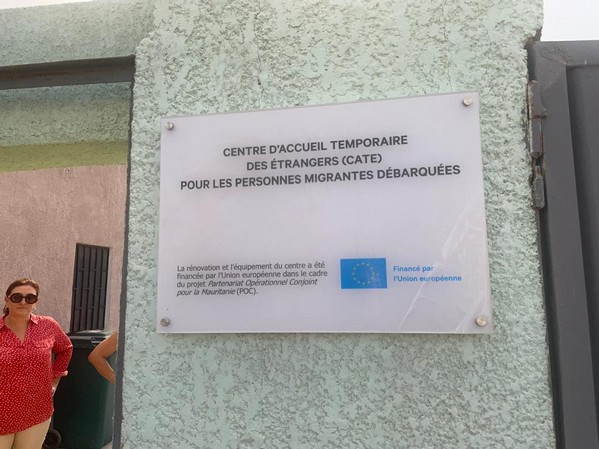 CENTRE D'ACCUEIL TEMPORAIRE
DES ÉTRANGERS (CATE)
POUR LES PERSONNES MIGRANTES DÉBARQUÉES
La rénovation et l'équipement du centre a été
financée par l'Union européenne dans le cadre
du projet Partenariat Opérationnel Conjoint
pour la Mauritanie (POC).
Financé par
l'Union européenne